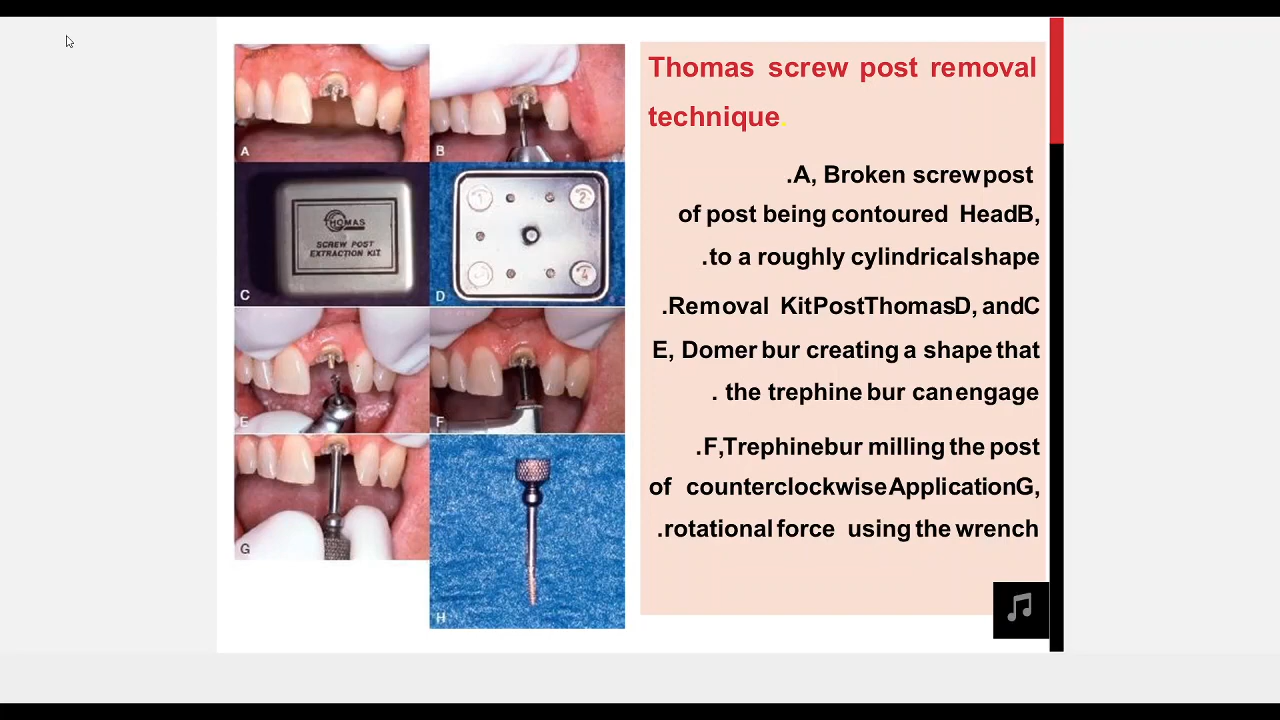 Thomas screw post removal
technique.
.A, Broken screwpost
of post being contoured HeadB,
.to a roughly cylindricalshape
.Removal KitPostThomasD, andC
E, Domer bur creating a shape that
. the trephine bur canengage
.F,Trephinebur milling the post
of counterclockwiseApplicationG,
.rotational force using the wrench
A
B
C
THOMAS
SCREW POST
EXTRACTION KIT
D
1
2
4
E
F
G
H